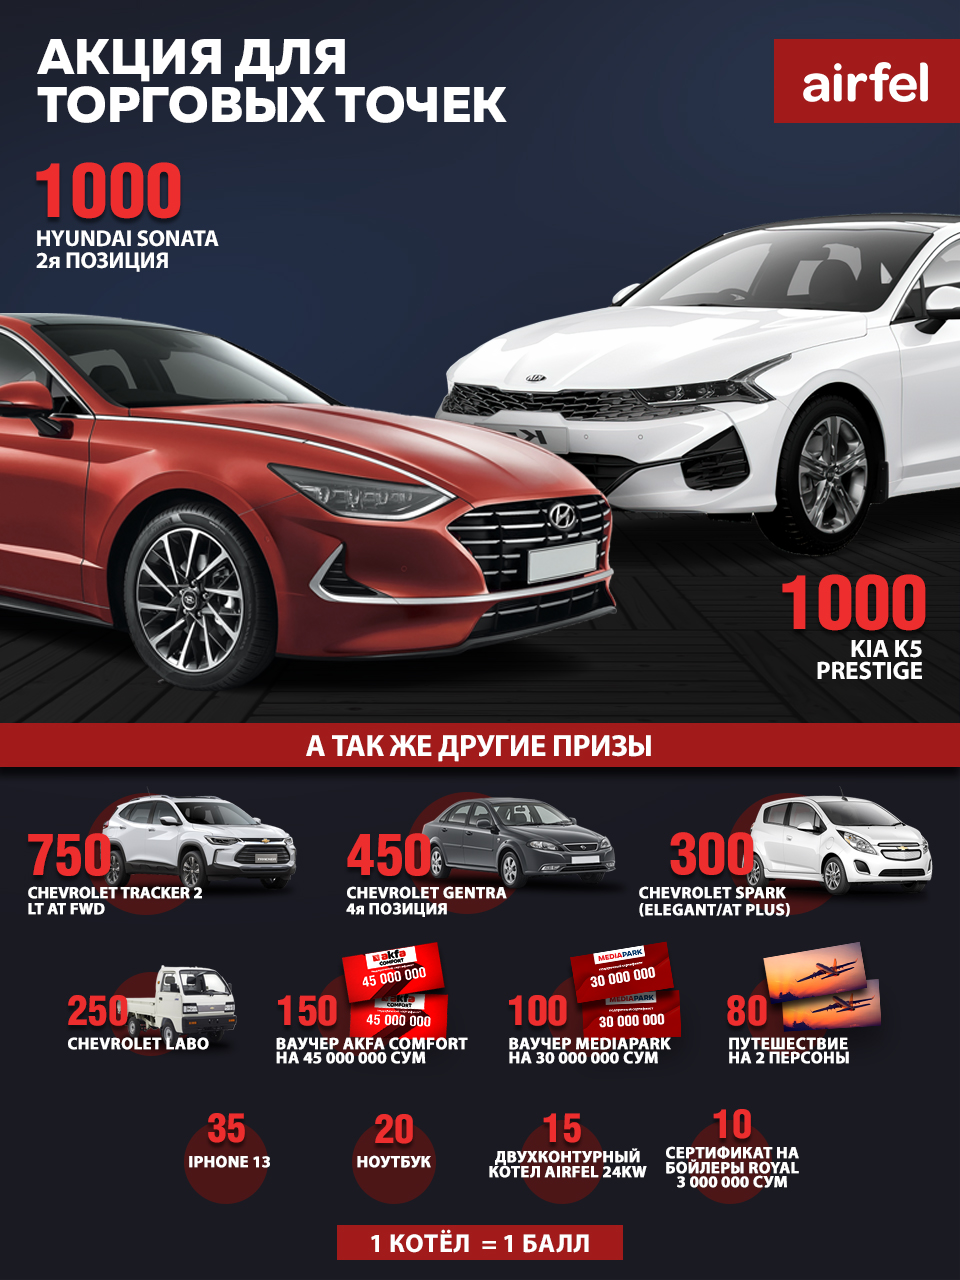 АКЦИЯ ДЛЯ
ТОРГОВЫХ ТОЧЕК
airfel
1000
HYUNDAI SONATA
2я ПОЗИЦИЯ
1000
KIA K5
PRESTIGE
А ТАК ЖЕ ДРУГИЕ ПРИЗЫ
750
CHEVROLET TRACKER 2
LT AT FWD
450
CHEVROLET GENTRA
4я ПОЗИЦИЯ
300
CHEVROLET SPARK
(ELEGANT/AT PLUS)
250
CHEVROLET LABO
akfa
COMFORT
45 000 000
akfa
COMFORT
45 000 000
150
ВАУЧЕР AKFA COMFORT
НА 45 000 000 СУМ
MEDIAPARK
30 000 000
MEDIAPARK
30 000 000
100
ВАУЧЕР MEDIAPARK
НА 30 000 000 СУМ
80
ПУТЕШЕСТВИЕ
НА 2 ПЕРСОНЫ
35
IPHONE 13
20
НОУТБУК
15
ДВУХКОНТУРНЫЙ
КОТЕЛ AIRFEL 24KW
10
СЕРТИФИКАТ НА
БОЙЛЕРЫ ROYAL
3 000 000 СУМ
1 КОТЁЛ = 1 БАЛЛ